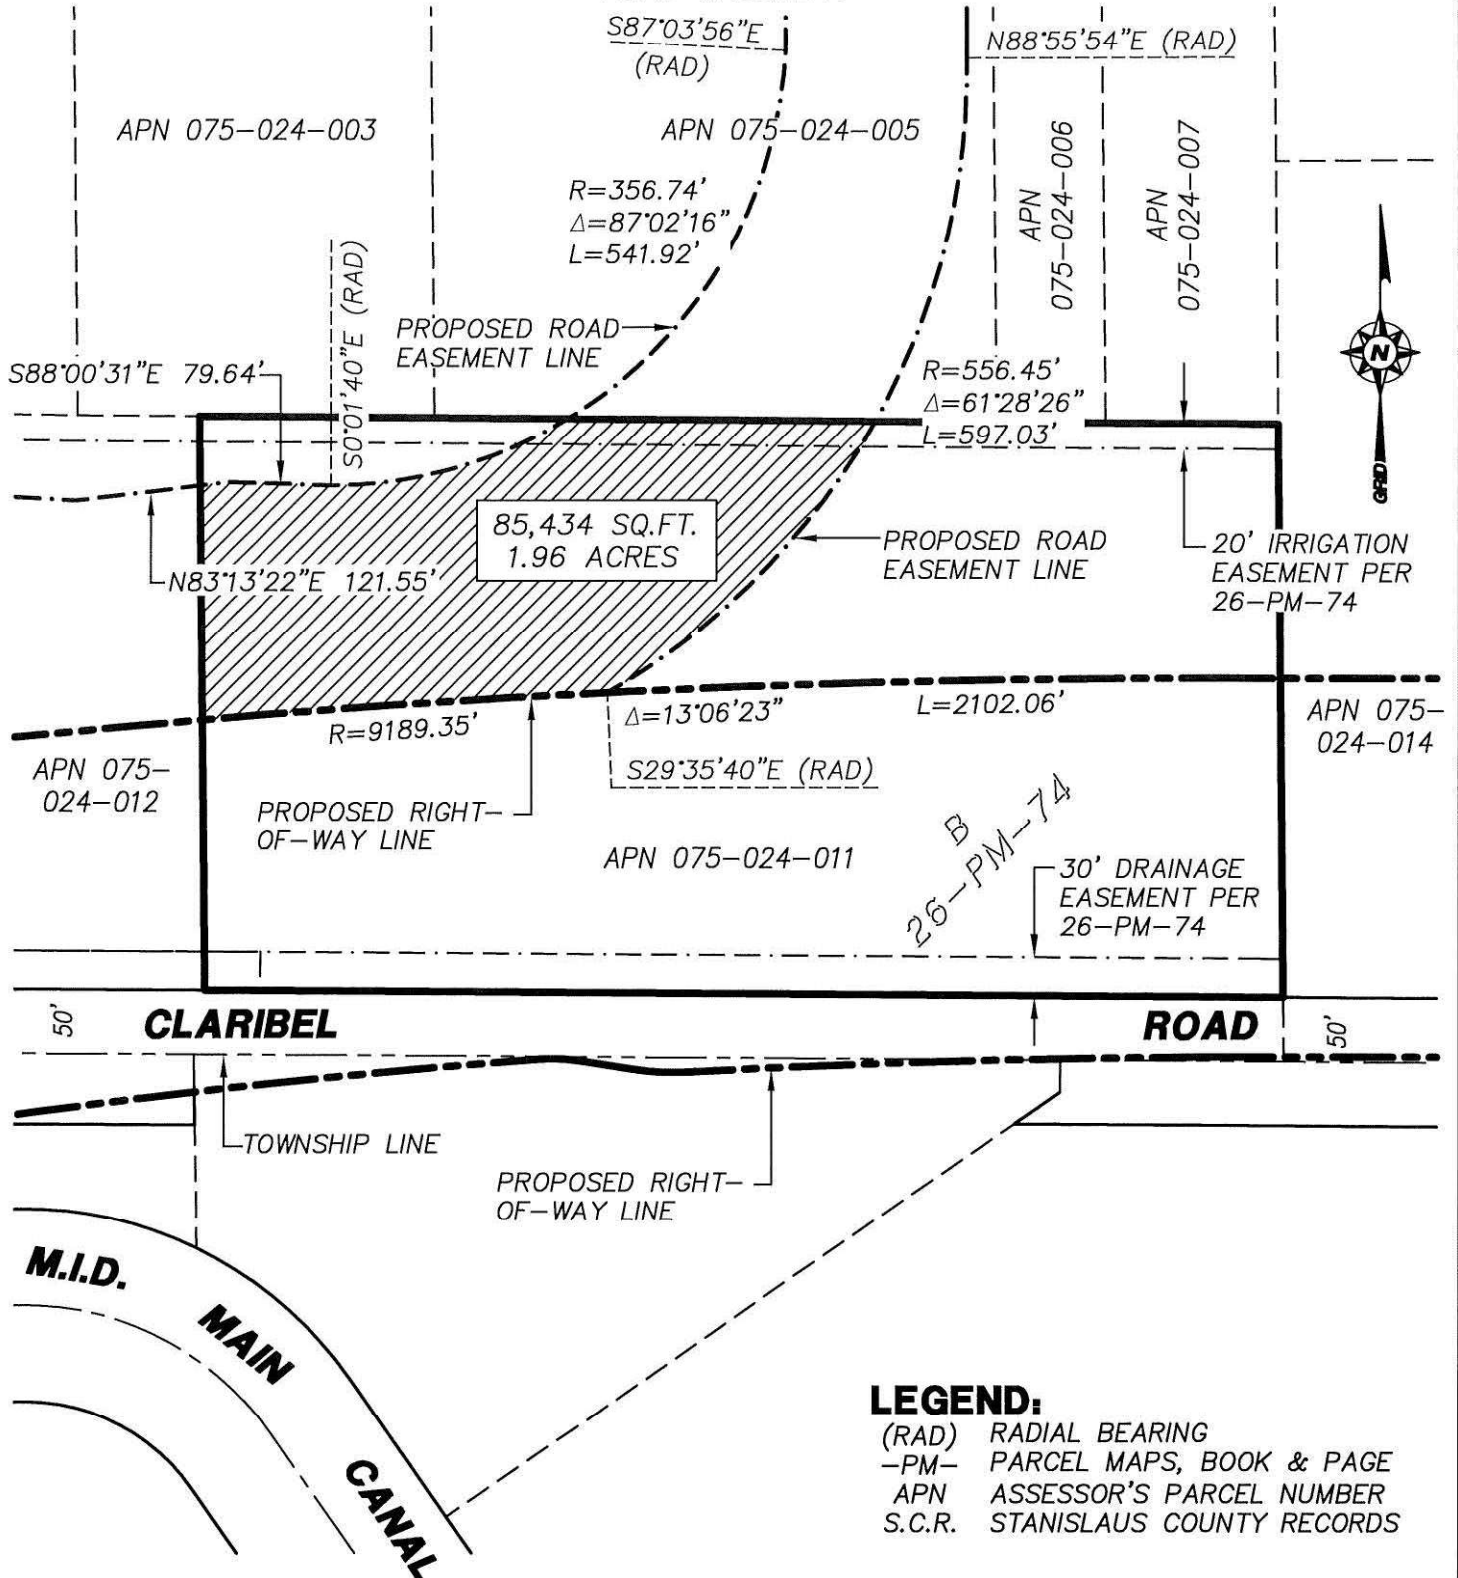 S87°03'56"E
(RAD)
N88°55'54"E (RAD)
APN 075-024-003
APN 075-024-005
APN
075-024-006
APN
075-024-007
R=356.74'
Δ=87°02'16"
L=541.92'
S0°01'40"E (RAD)
PROPOSED ROAD
EASEMENT LINE
S88°00'31"E 79.64'
R=556.45'
Δ=61°28'26"
L=597.03'
N
GRID
85,434 SQ.FT.
1.96 ACRES
PROPOSED ROAD
EASEMENT LINE
20' IRRIGATION
EASEMENT PER
26-PM-74
N83°13'22"E 121.55'
R=9189.35'
Δ=13°06'23"
L=2102.06'
APN 075-
024-014
APN 075-
024-012
S29°35'40"E (RAD)
PROPOSED RIGHT-
OF-WAY LINE
APN 075-024-011
B
26-PM-74
30' DRAINAGE
EASEMENT PER
26-PM-74
50'
CLARIBEL ROAD
50'
TOWNSHIP LINE
PROPOSED RIGHT-
OF-WAY LINE
M.I.D. MAIN CANAL
LEGEND:
(RAD) RADIAL BEARING
-PM- PARCEL MAPS, BOOK & PAGE
APN ASSESSOR'S PARCEL NUMBER
S.C.R. STANISLAUS COUNTY RECORDS